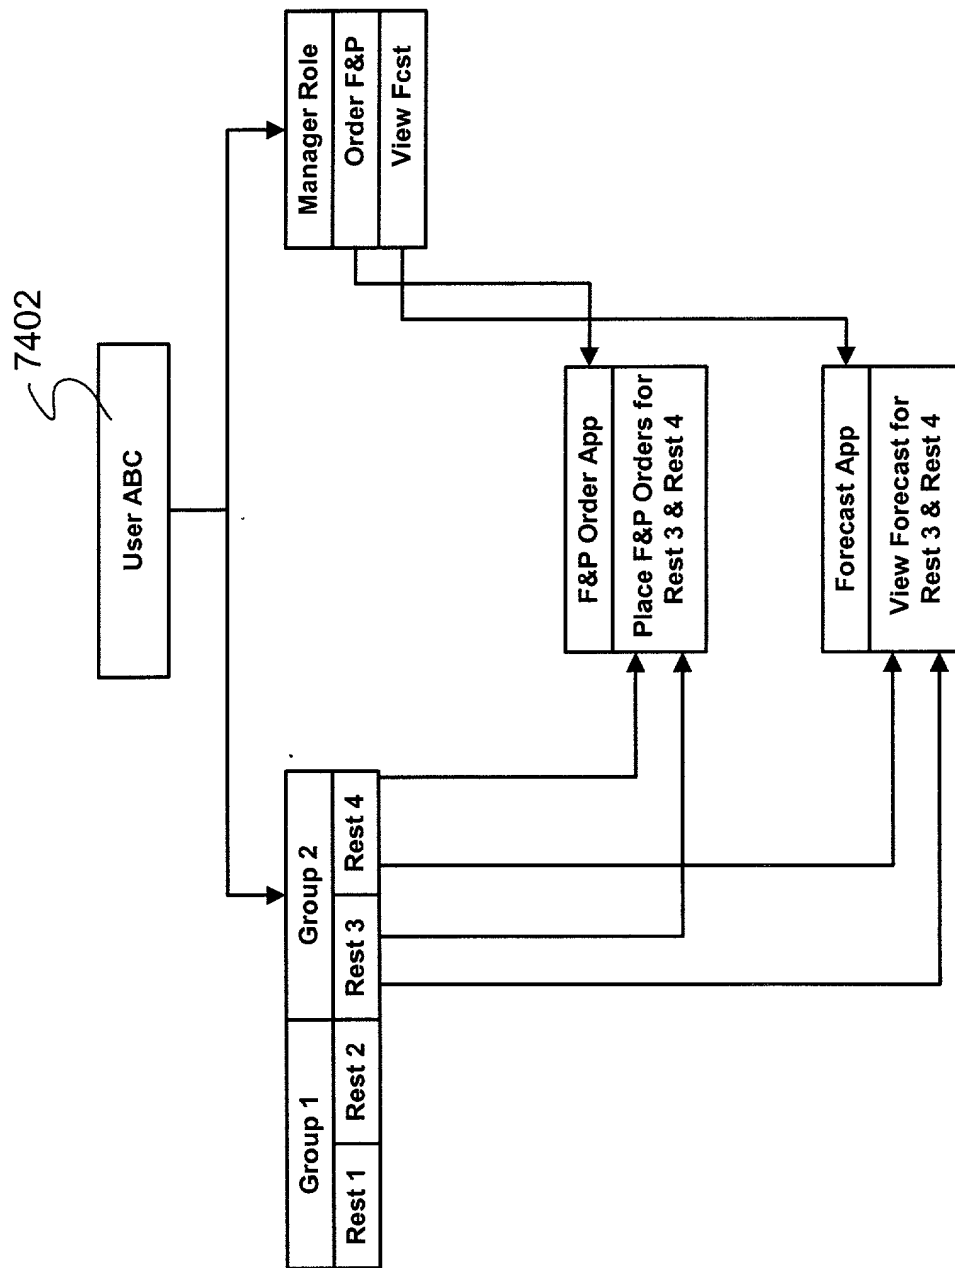 7402
User ABC
Group 1
Group 2
Rest 1
Rest 2
Rest 3
Rest 4
Manager Role
Order F&P
View Fcst
F&P Order App
Place F&P Orders for
Rest 3 & Rest 4
Forecast App
View Forecast for
Rest 3 & Rest 4